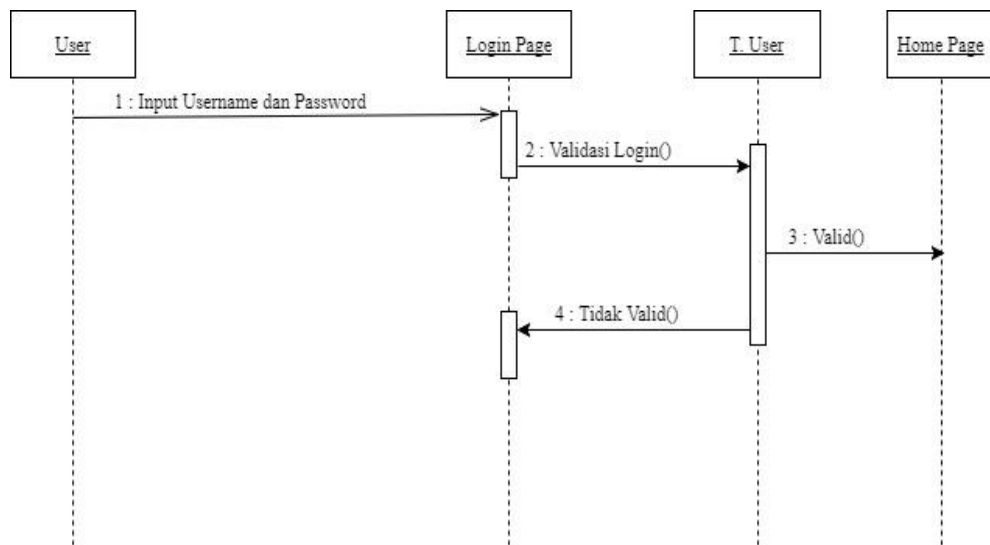 User
Login Page
T. User
Home Page
1 : Input Username dan Password
2 : Validasi Login()
3 : Valid()
4 : Tidak Valid()